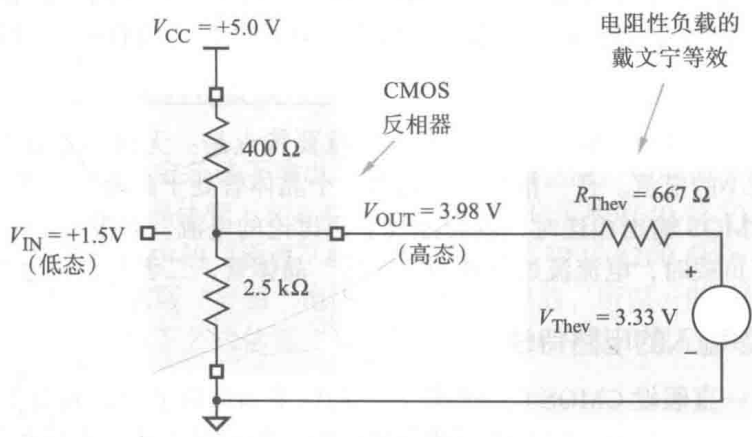 V_CC = +5.0 V
电阻性负载的
戴文宁等效
CMOS
反相器
400 Ω
R_Thev = 667 Ω
V_IN = +1.5V
(低态)
V_OUT = 3.98 V
(高态)
2.5 kΩ
+
V_Thev = 3.33 V
−